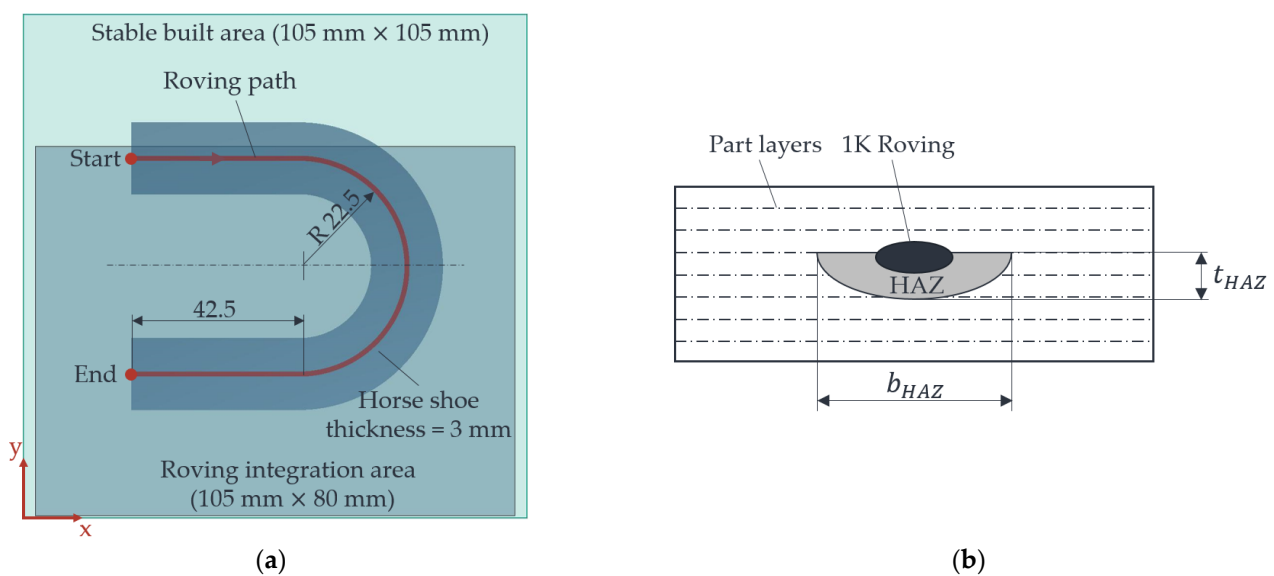 Stable built area (105 mm × 105 mm)
Roving path
Start
R 22.5
42.5
End
Horse shoe
thickness = 3 mm
Roving integration area
(105 mm × 80 mm)
y
x
(a)
Part layers
1K Roving
HAZ
t_HAZ
b_HAZ
(b)